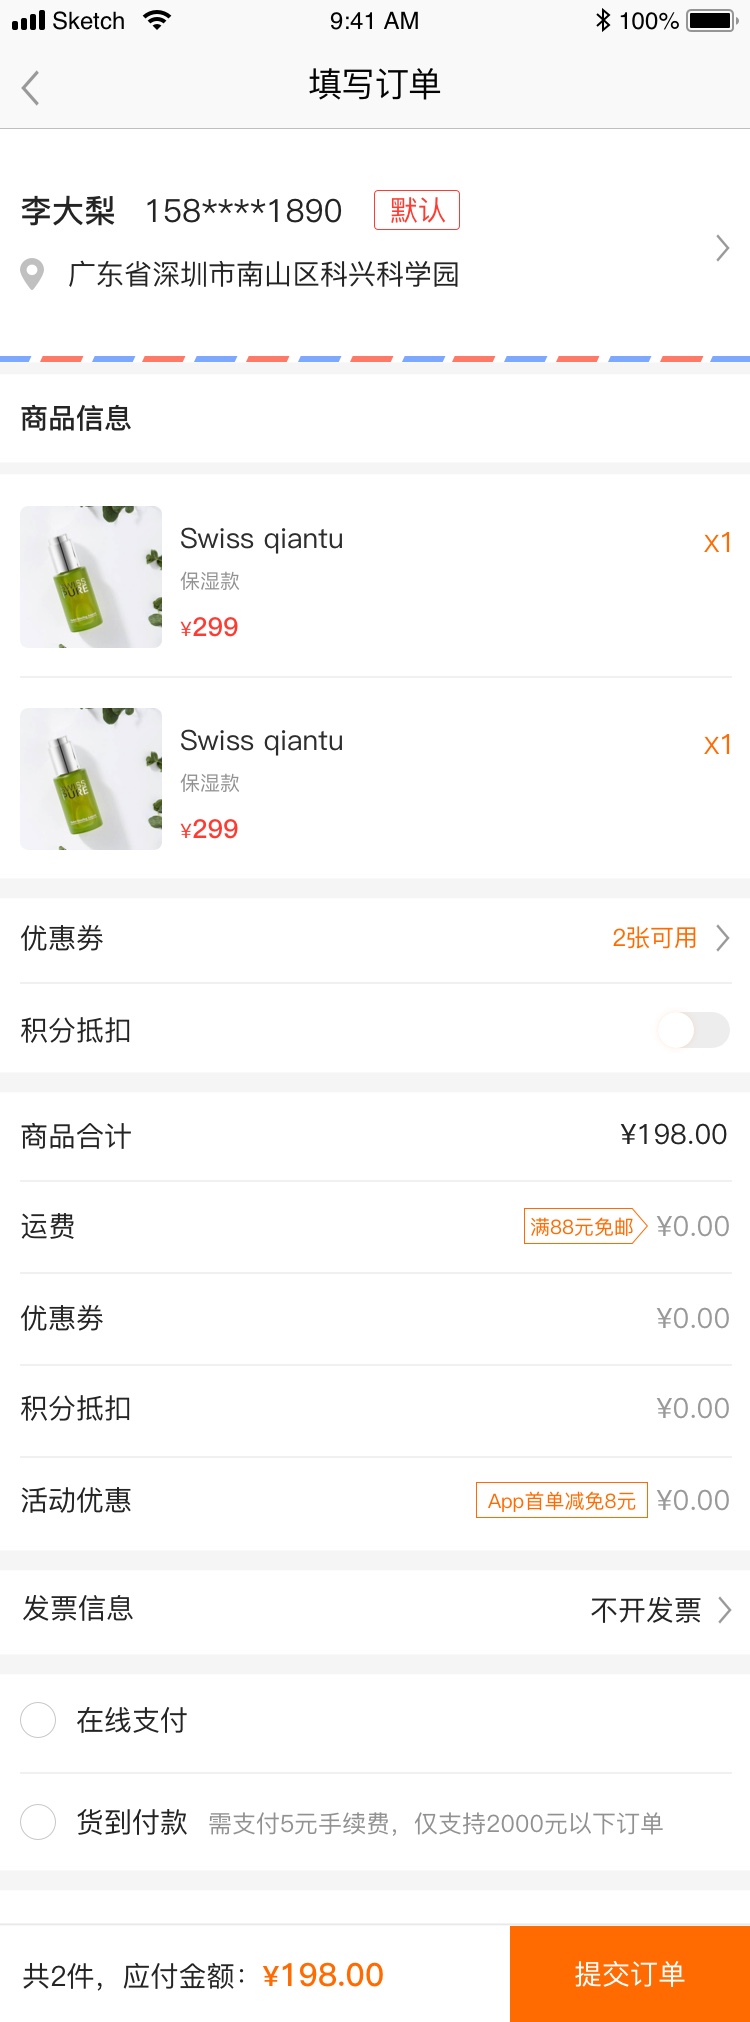 Sketch 9:41 AM 100%
填写订单
李大梨 158****1890 默认
广东省深圳市南山区科兴科学园
商品信息
Swiss qiantu X1
保湿款
¥299
SWISS
PURE
Swiss qiantu X1
保湿款
¥299
SWISS
PURE
优惠券 2张可用
积分抵扣
商品合计 ¥198.00
运费 满88元免邮 ¥0.00
优惠券 ¥0.00
积分抵扣 ¥0.00
活动优惠 App首单减免8元 ¥0.00
发票信息 不开发票
在线支付
货到付款 需支付5元手续费，仅支持2000元以下订单
共2件，应付金额：¥198.00 提交订单